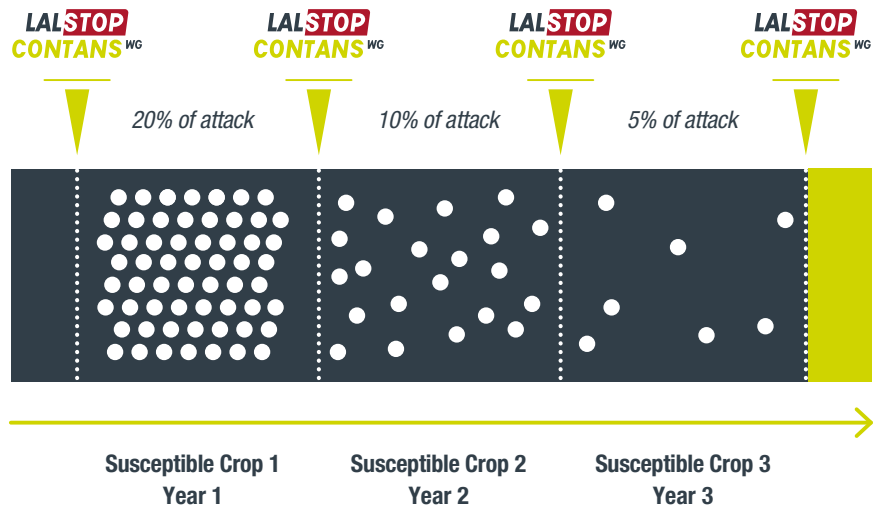 LALSTOP
CONTANS WG
LALSTOP
CONTANS WG
LALSTOP
CONTANS WG
LALSTOP
CONTANS WG
20% of attack
10% of attack
5% of attack
Susceptible Crop 1
Year 1
Susceptible Crop 2
Year 2
Susceptible Crop 3
Year 3